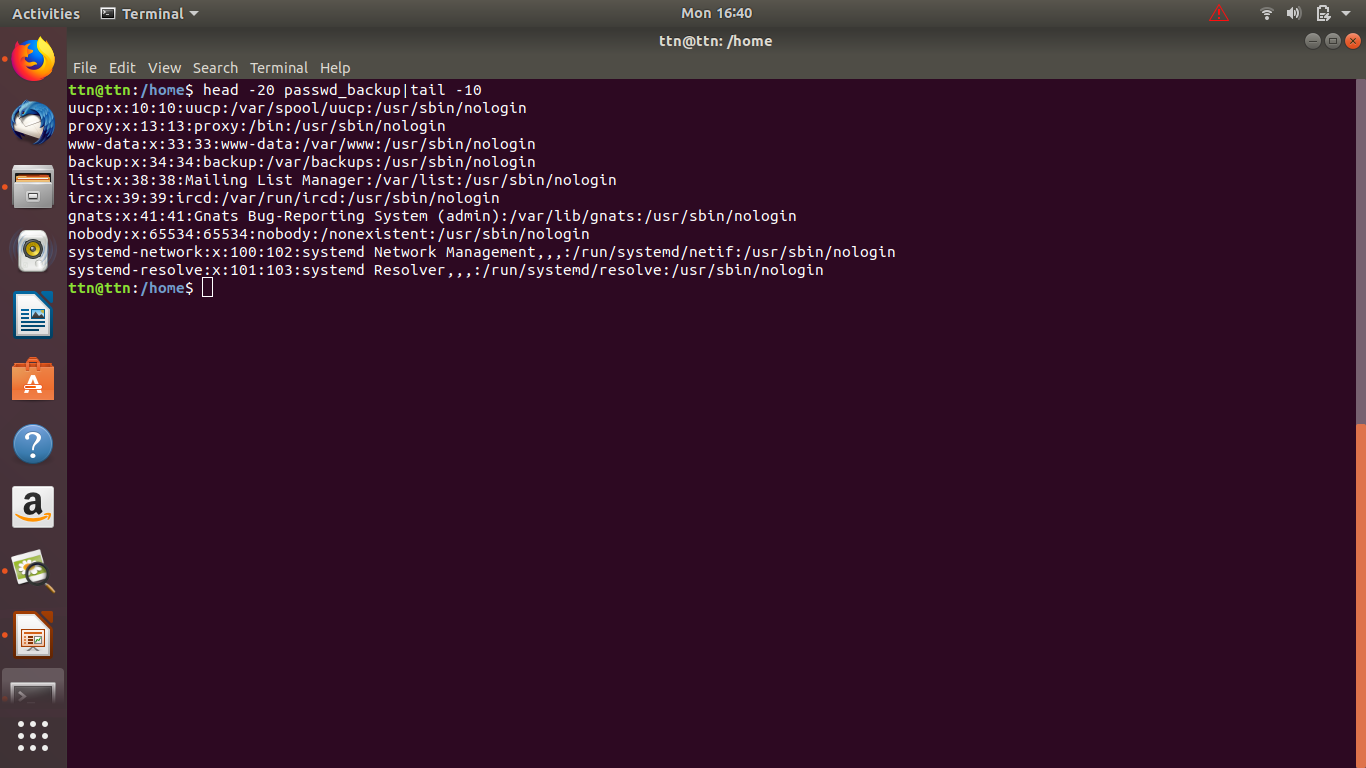 Activities Terminal Mon 16:40
ttn@ttn: /home
File Edit View Search Terminal Help
ttn@ttn:/home$ head -20 passwd_backup|tail -10
uucp:x:10:10:uucp:/var/spool/uucp:/usr/sbin/nologin
proxy:x:13:13:proxy:/bin:/usr/sbin/nologin
www-data:x:33:33:www-data:/var/www:/usr/sbin/nologin
backup:x:34:34:backup:/var/backups:/usr/sbin/nologin
list:x:38:38:Mailing List Manager:/var/list:/usr/sbin/nologin
irc:x:39:39:ircd:/var/run/ircd:/usr/sbin/nologin
gnats:x:41:41:Gnats Bug-Reporting System (admin):/var/lib/gnats:/usr/sbin/nologin
nobody:x:65534:65534:nobody:/nonexistent:/usr/sbin/nologin
systemd-network:x:100:102:systemd Network Management,,,:/run/systemd/netif:/usr/sbin/nologin
systemd-resolve:x:101:103:systemd Resolver,,,:/run/systemd/resolve:/usr/sbin/nologin
ttn@ttn:/home$